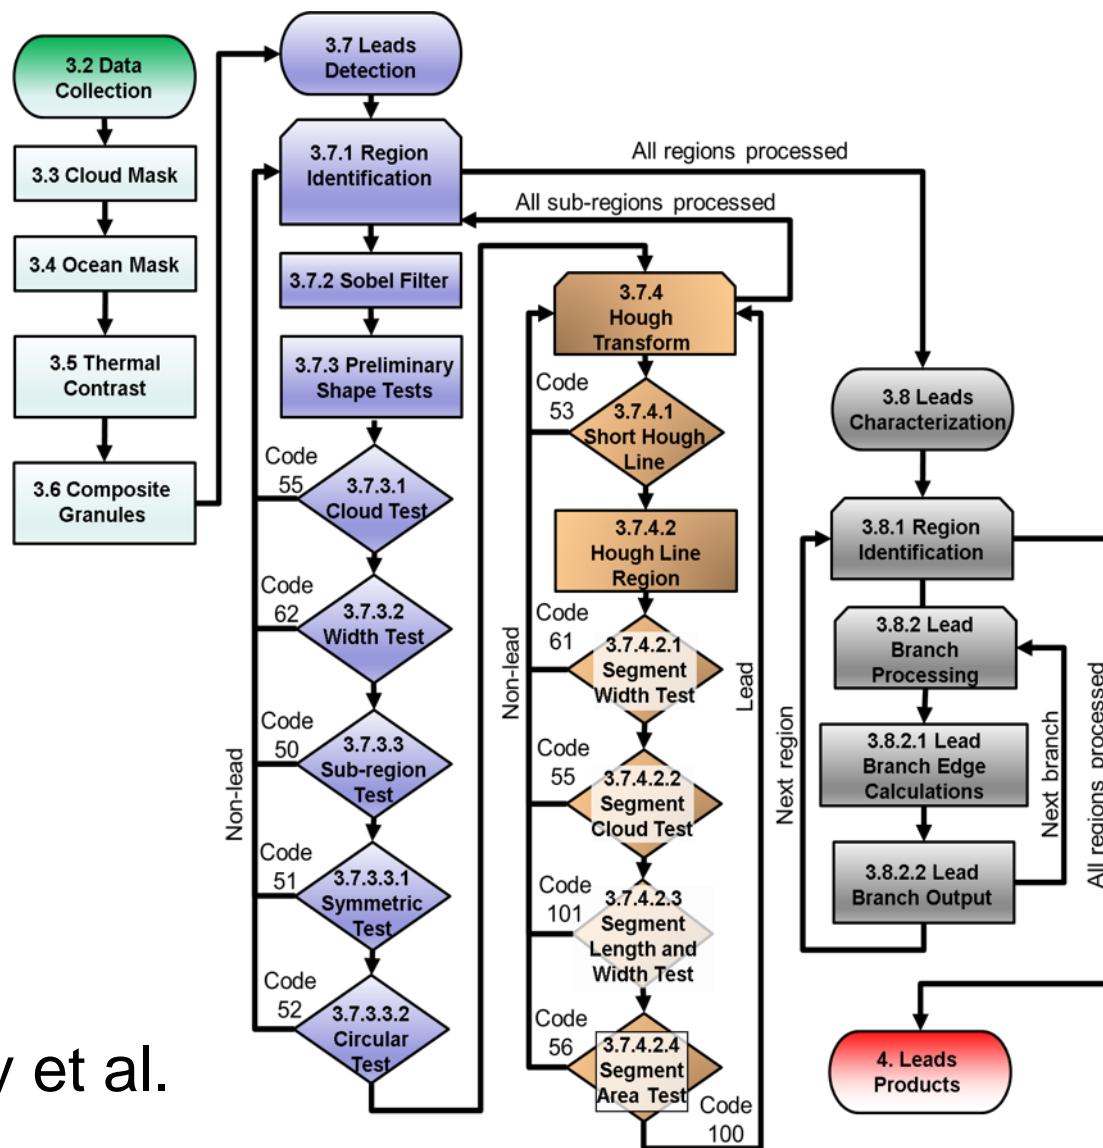 3.2 Data
Collection
3.3 Cloud Mask
3.4 Ocean Mask
3.5 Thermal
Contrast
3.6 Composite
Granules
3.7 Leads
Detection
3.7.1 Region
Identification
3.7.2 Sobel Filter
3.7.3 Preliminary
Shape Tests
Code
55
3.7.3.1
Cloud Test
Code
62
3.7.3.2
Width Test
Code
50
3.7.3.3
Sub-region
Test
Code
51
3.7.3.3.1
Symmetric
Test
Code
52
3.7.3.3.2
Circular
Test
Non-lead
All regions processed
All sub-regions processed
3.7.4
Hough
Transform
Code
53
3.7.4.1
Short Hough
Line
3.7.4.2
Hough Line
Region
Code
61
3.7.4.2.1
Segment
Width Test
Code
55
3.7.4.2.2
Segment
Cloud Test
Code
101
3.7.4.2.3
Segment
Length and
Width Test
Code
56
3.7.4.2.4
Segment
Area Test
Code
100
Non-lead
Lead
3.8 Leads
Characterization
3.8.1 Region
Identification
3.8.2 Lead
Branch
Processing
3.8.2.1 Lead
Branch Edge
Calculations
3.8.2.2 Lead
Branch Output
Next region
Next branch
All regions processed
4. Leads
Products
y et al.